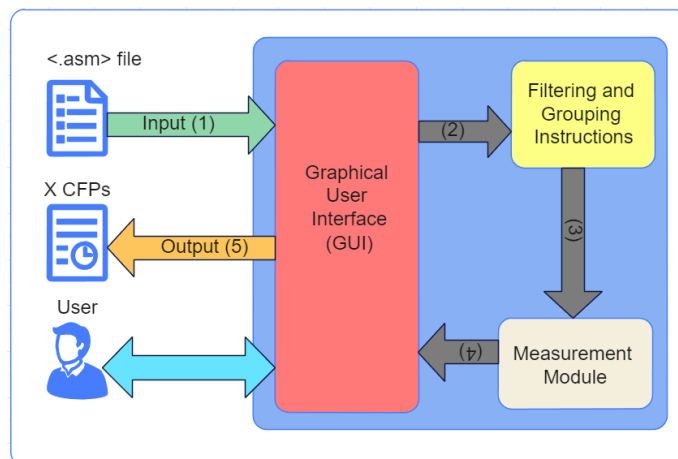 <.asm> file
Input (1)
X CFPs
Output (5)
User
Graphical
User
Interface
(GUI)
(2)
Filtering and
Grouping
Instructions
(3)
(4)
Measurement
Module